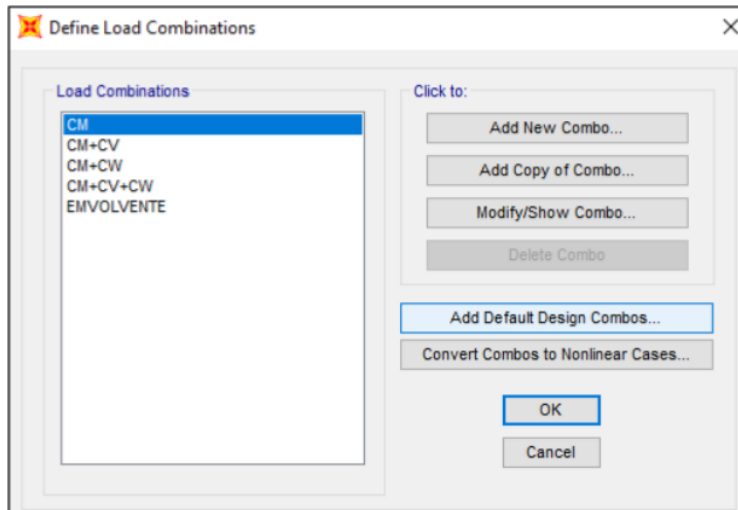 Define Load Combinations
Load Combinations
CM
CM+CV
CM+CW
CM+CV+CW
EMVOLVENTE
Click to:
Add New Combo...
Add Copy of Combo...
Modify/Show Combo...
Delete Combo
Add Default Design Combos...
Convert Combos to Nonlinear Cases...
OK
Cancel